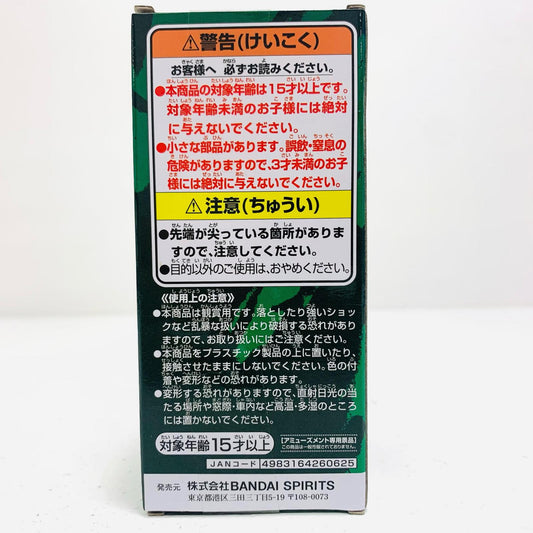 ⚠警告(けいこく)
お客様へ 必ずお読みください。
●本商品の対象年齢は15才以上です。
対象年齢未満のお子様には絶対
に与えないでください。
●小さな部品があります。誤飲・窒息の
危険がありますので、3才未満のお子
様には絶対に与えないでください。
⚠注意(ちゅうい)
●先端が尖っている箇所がありま
すので、注意してください。
●目的以外のご使用は、おやめください。
《使用上の注意》
●本商品は観賞用です。落としたり強いショッ
クなど乱暴な扱いにより破損する恐れがありま
すので、お取り扱いにはご注意ください。
●本商品をプラスチック製品の上に置いたり、
接触させたままにしないでください。色の付
着や変形などの恐れがあります。
●変形する恐れがありますので、直射日光の当
たる場所や窓際・車内など高温・多湿のところ
には置かないでください。
対象年齢15才以上
[アミューズメント専用景品]
この商品は一般市販されておりません
JANコード 4983164260625
発売元 株式会社BANDAI SPIRITS
東京都港区三田三丁目5-19 〒108-0073